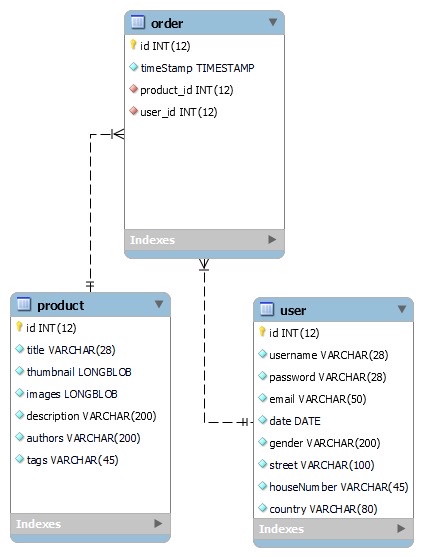 order
id INT(12)
timeStamp TIMESTAMP
product_id INT(12)
user_id INT(12)
Indexes
product
id INT(12)
title VARCHAR(28)
thumbnail LONGBLOB
images LONGBLOB
description VARCHAR(200)
authors VARCHAR(200)
tags VARCHAR(45)
Indexes
user
id INT(12)
username VARCHAR(28)
password VARCHAR(28)
email VARCHAR(50)
date DATE
gender VARCHAR(200)
street VARCHAR(100)
houseNumber VARCHAR(45)
country VARCHAR(80)
Indexes